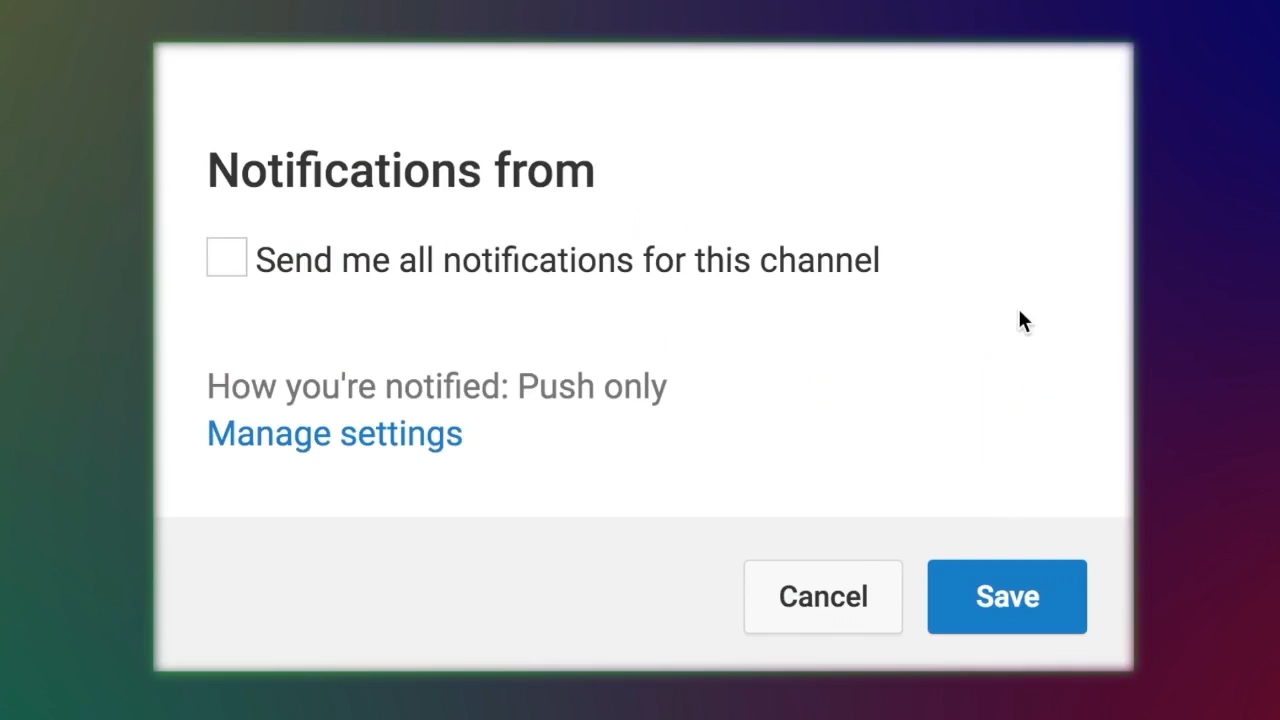 Notifications from
Send me all notifications for this channel
How you're notified: Push only
Manage settings
Cancel
Save